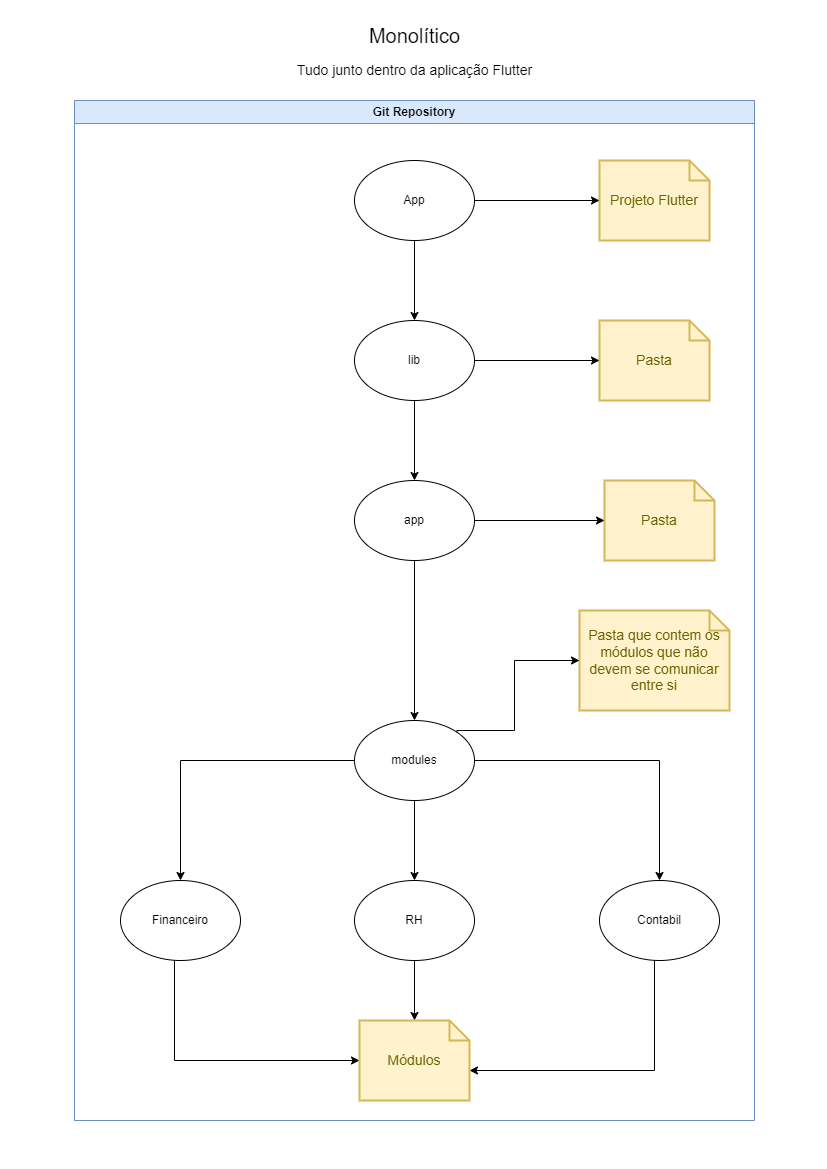 Monolítico
Tudo junto dentro da aplicação Flutter
Git Repository
App
Projeto Flutter
lib
Pasta
app
Pasta
Pasta que contem os
módulos que não
devem se comunicar
entre si
modules
Financeiro
RH
Contabil
Módulos